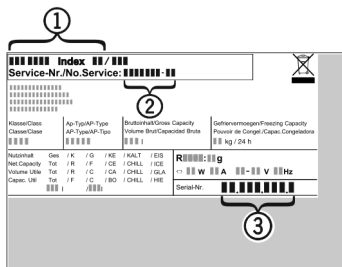 1
Index /
Service-Nr./No.Service: -
2
Klasse/Class
Classe/Classe
Ap-Typ/AP-Type
AP-Type/AP-Tipo
Bruttoinhalt/Gross Capacity
Volume Brut/Capacidad Bruta
l
Gefriervermoegen/Freezing Capacity
Pouvoir de Congel./Capac.Congeladora
kg / 24 h
Nutzinhalt Ges / K / G / KE / KALT / EIS
Net.Capacity Tot / R / F / CE / CHILL / ICE
Volume Utile Tot / R / C / CA / CHILL / GLA
Capac. Util Tot / F / C / BO / CHILL / HIE
l / l
R : g
W A - V Hz
Serial-Nr. . . .
3